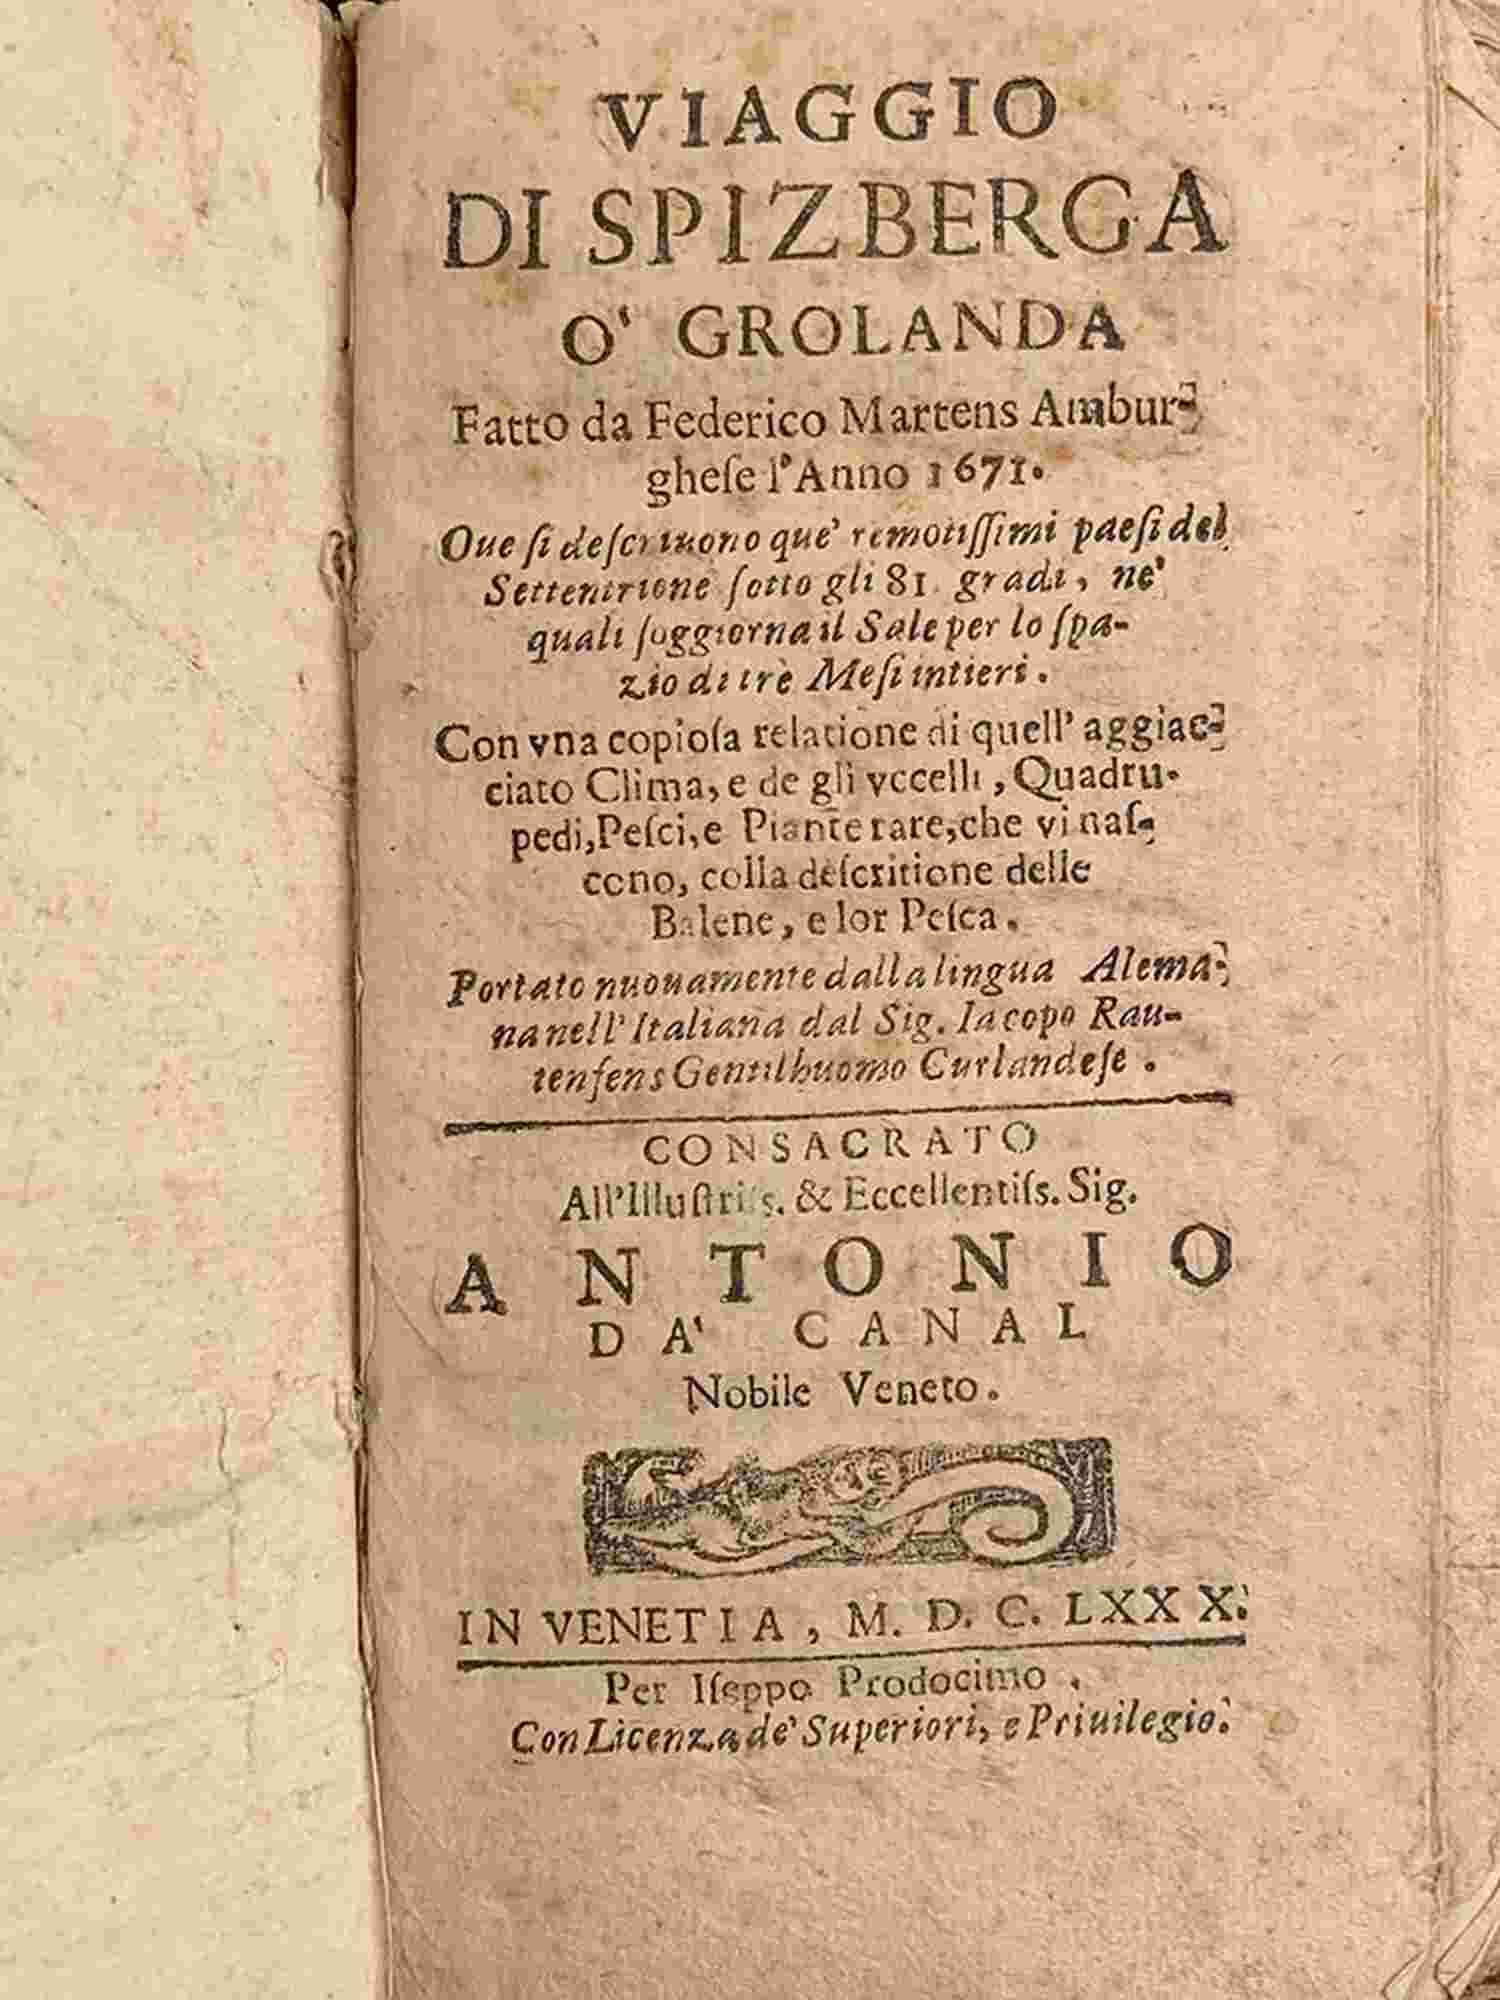 VIAGGIO
DI SPIZBERGA
O' GROLANDA
Fatto da Federico Martens Ambur-
gheſe l'Anno 1671.
Oue ſi deſcriuono que' remotiſſimi paeſi del
Settentrione ſotto gli 81. gradi, ne'
quali ſoggiorna il Sale per lo ſpa-
zio di trè Meſi intieri.
Con vna copioſa relatione di quell' aggiac-
ciato Clima, e de gli vccelli, Quadru-
pedi, Peſci, e Piante rare, che vi naſ-
cono, colla deſcritione delle
Balene, e lor Peſca.
Portato nuouamente dalla lingua Alema-
na nell' Italiana dal Sig. Iacopo Rau-
tenfens Gentilhuomo Curlandeſe.
CONSACRATO
All'Illuſtriſs. & Eccellentiſs. Sig.
ANTONIO
DA' CANAL
Nobile Veneto.
IN VENETIA, M. D. C. LXXX.
Per Iſeppo Prodocimo.
Con Licenza de' Superiori, e Priuilegio.